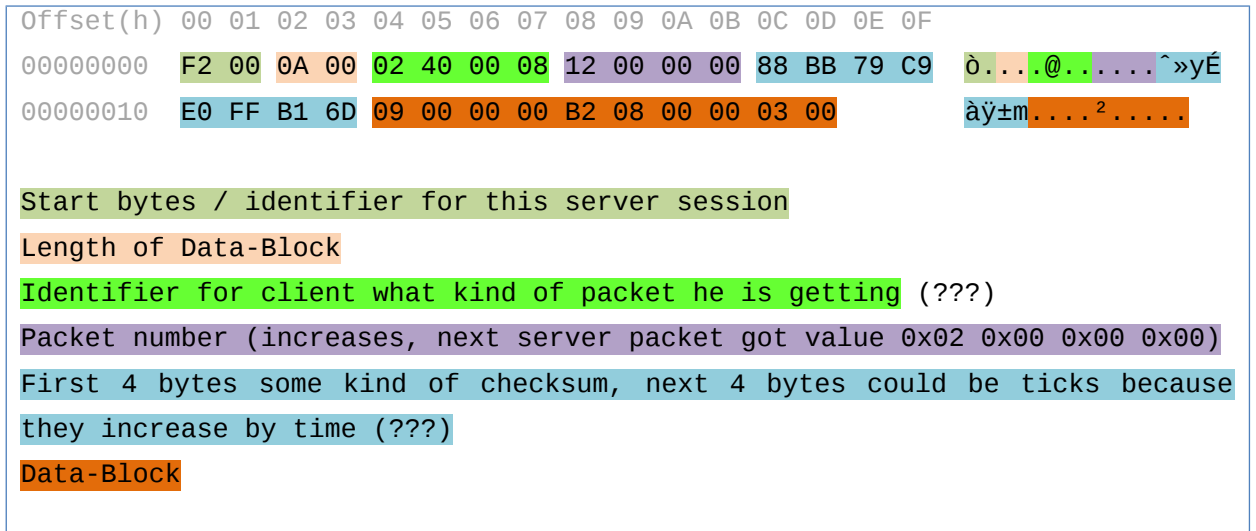 Offset(h) 00 01 02 03 04 05 06 07 08 09 0A 0B 0C 0D 0E 0F
00000000 F2 00 0A 00 02 40 00 08 12 00 00 00 88 BB 79 C9 ò....@......ˆ»yÉ
00000010 E0 FF B1 6D 09 00 00 00 B2 08 00 00 03 00 àÿ±m....².....
Start bytes / identifier for this server session
Length of Data-Block
Identifier for client what kind of packet he is getting (???)
Packet number (increases, next server packet got value 0x02 0x00 0x00 0x00)
First 4 bytes some kind of checksum, next 4 bytes could be ticks because
they increase by time (???)
Data-Block